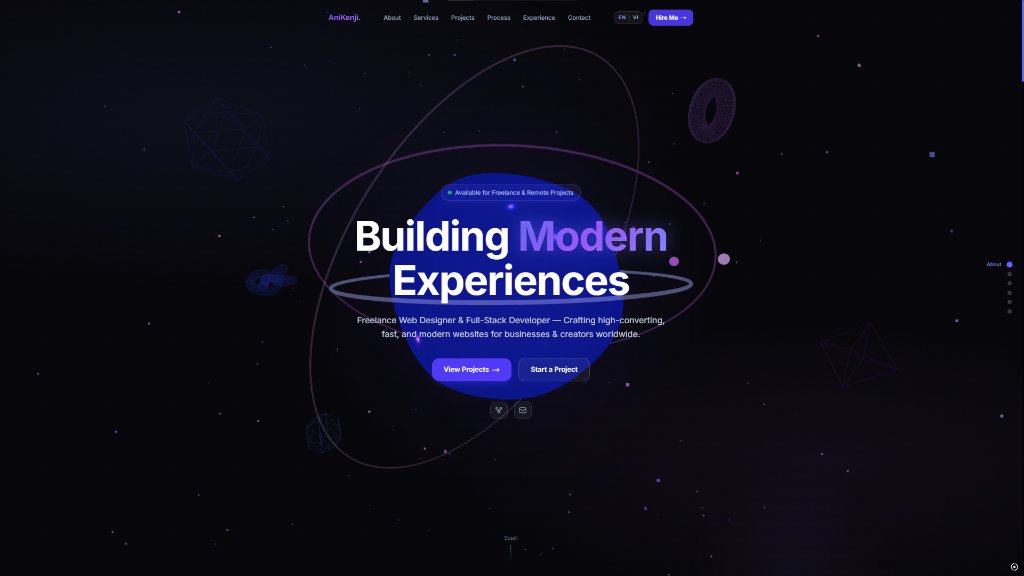 AniKenji.
About
Services
Projects
Process
Experience
Contact
EN | VI
Hire Me →
Available for Freelance & Remote Projects
Building Modern
Experiences
About
Freelance Web Designer & Full-Stack Developer — Crafting high-converting,
fast, and modern websites for businesses & creators worldwide.
View Projects →
Start a Project
Scroll